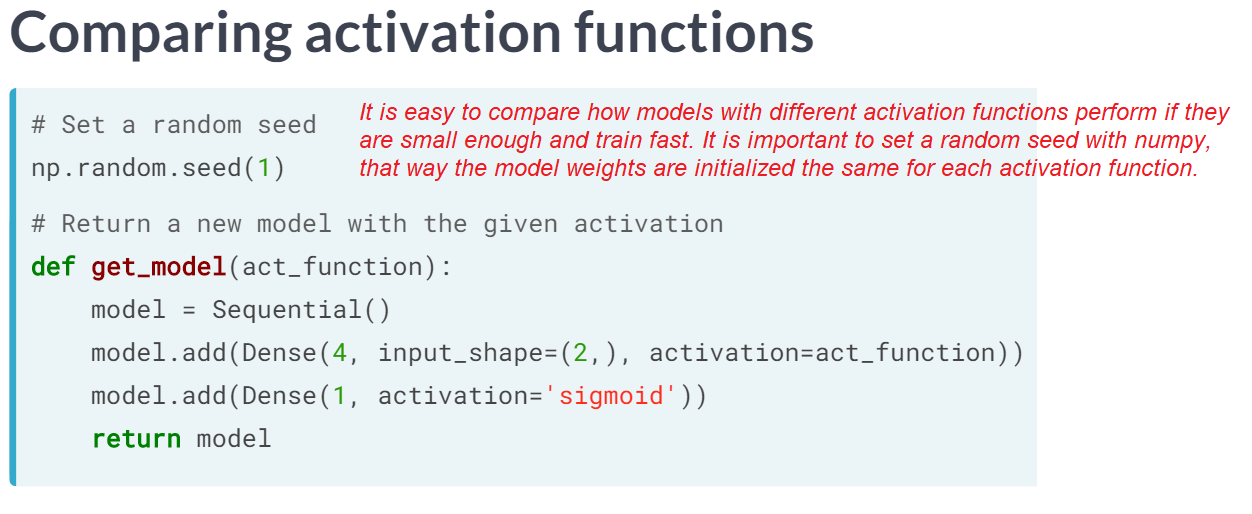 Comparing activation functions
# Set a random seed
np.random.seed(1)
It is easy to compare how models with different activation functions perform if they
are small enough and train fast. It is important to set a random seed with numpy,
that way the model weights are initialized the same for each activation function.
# Return a new model with the given activation
def get_model(act_function):
    model = Sequential()
    model.add(Dense(4, input_shape=(2,), activation=act_function))
    model.add(Dense(1, activation='sigmoid'))
    return model